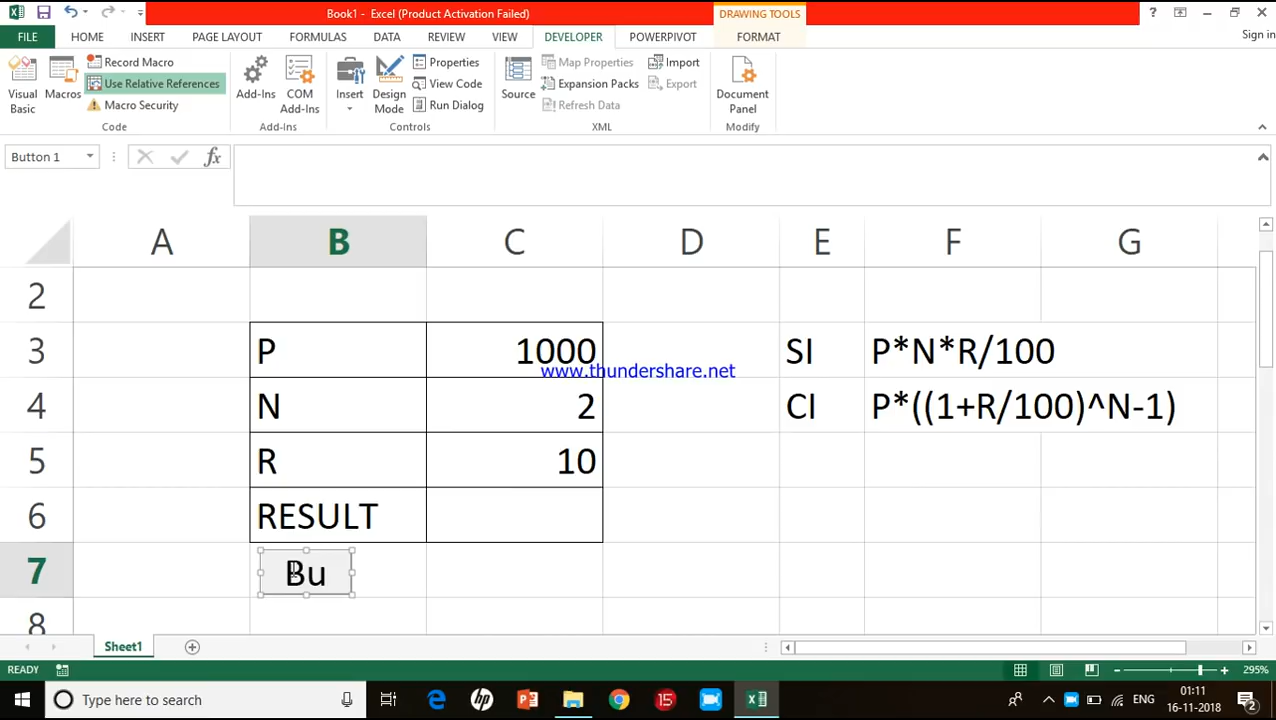 Book1 - Excel (Product Activation Failed)
DRAWING TOOLS
?
FILE HOME INSERT PAGE LAYOUT FORMULAS DATA REVIEW VIEW DEVELOPER POWERPIVOT FORMAT Sign in
Visual Basic
Macros
Record Macro
Use Relative References
Macro Security
Code
Add-Ins
COM Add-Ins
Add-Ins
Insert
Design Mode
Properties
View Code
Run Dialog
Controls
Source
Map Properties
Expansion Packs
Refresh Data
Import
Export
XML
Document Panel
Modify
Button 1
fx
A B C D E F G
2
3 P 1000 SI P*N*R/100
www.thundershare.net
4 N 2 CI P*((1+R/100)^N-1)
5 R 10
6 RESULT
7 Bu
8
Sheet1
READY
295%
Type here to search
15
ENG
01:11
16-11-2018
2